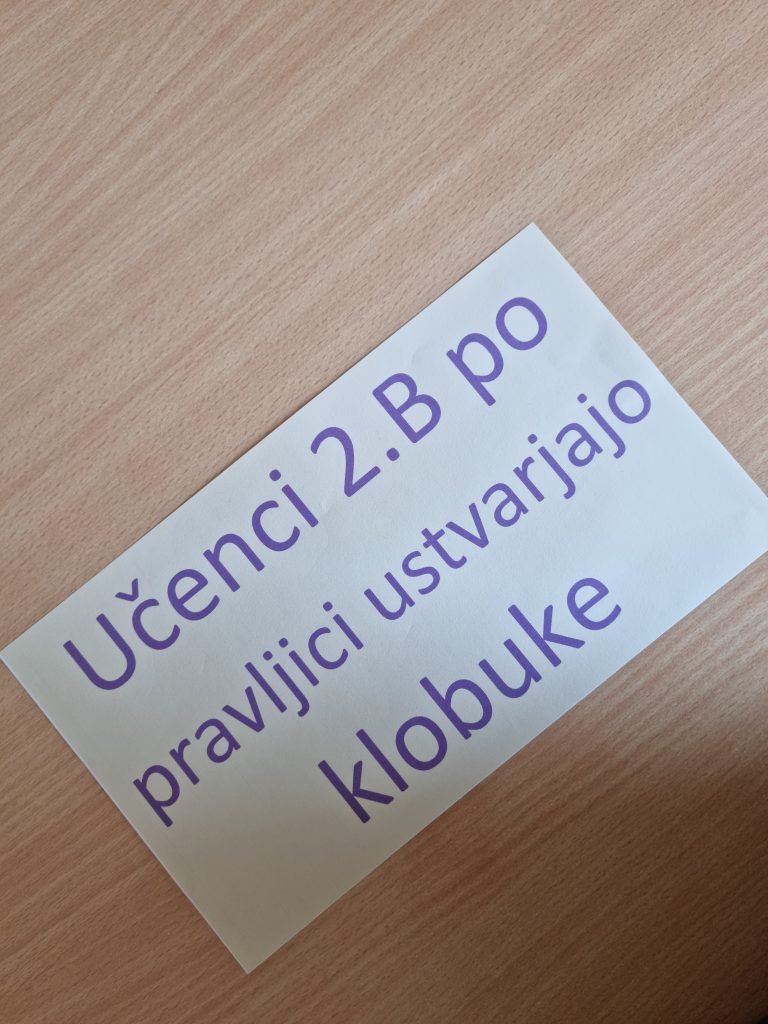 Učenci 2.B po
pravljici ustvarjajo
klobuke